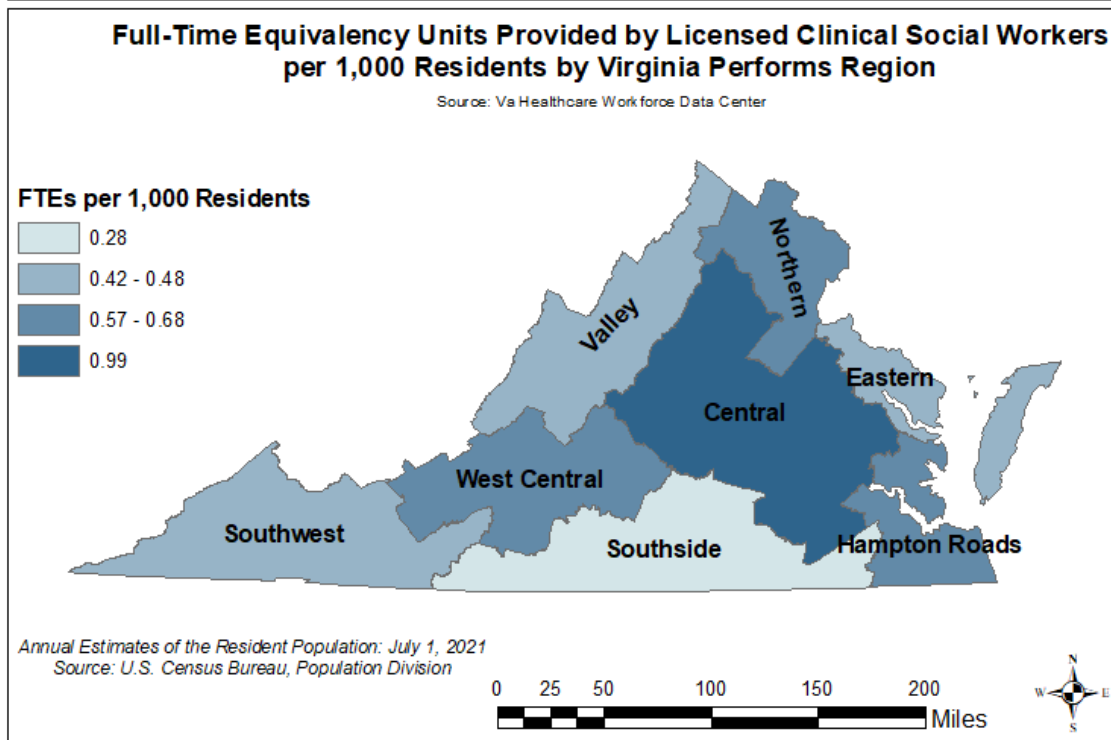 Full-Time Equivalency Units Provided by Licensed Clinical Social Workers
per 1,000 Residents by Virginia Performs Region
Source: Va Healthcare Workforce Data Center
FTEs per 1,000 Residents
0.28
0.42 - 0.48
0.57 - 0.68
0.99
Northern
Valley
Eastern
Central
West Central
Southwest
Southside
Hampton Roads
Annual Estimates of the Resident Population: July 1, 2021
Source: U.S. Census Bureau, Population Division
0 25 50 100 150 200
Miles
N
W E
S